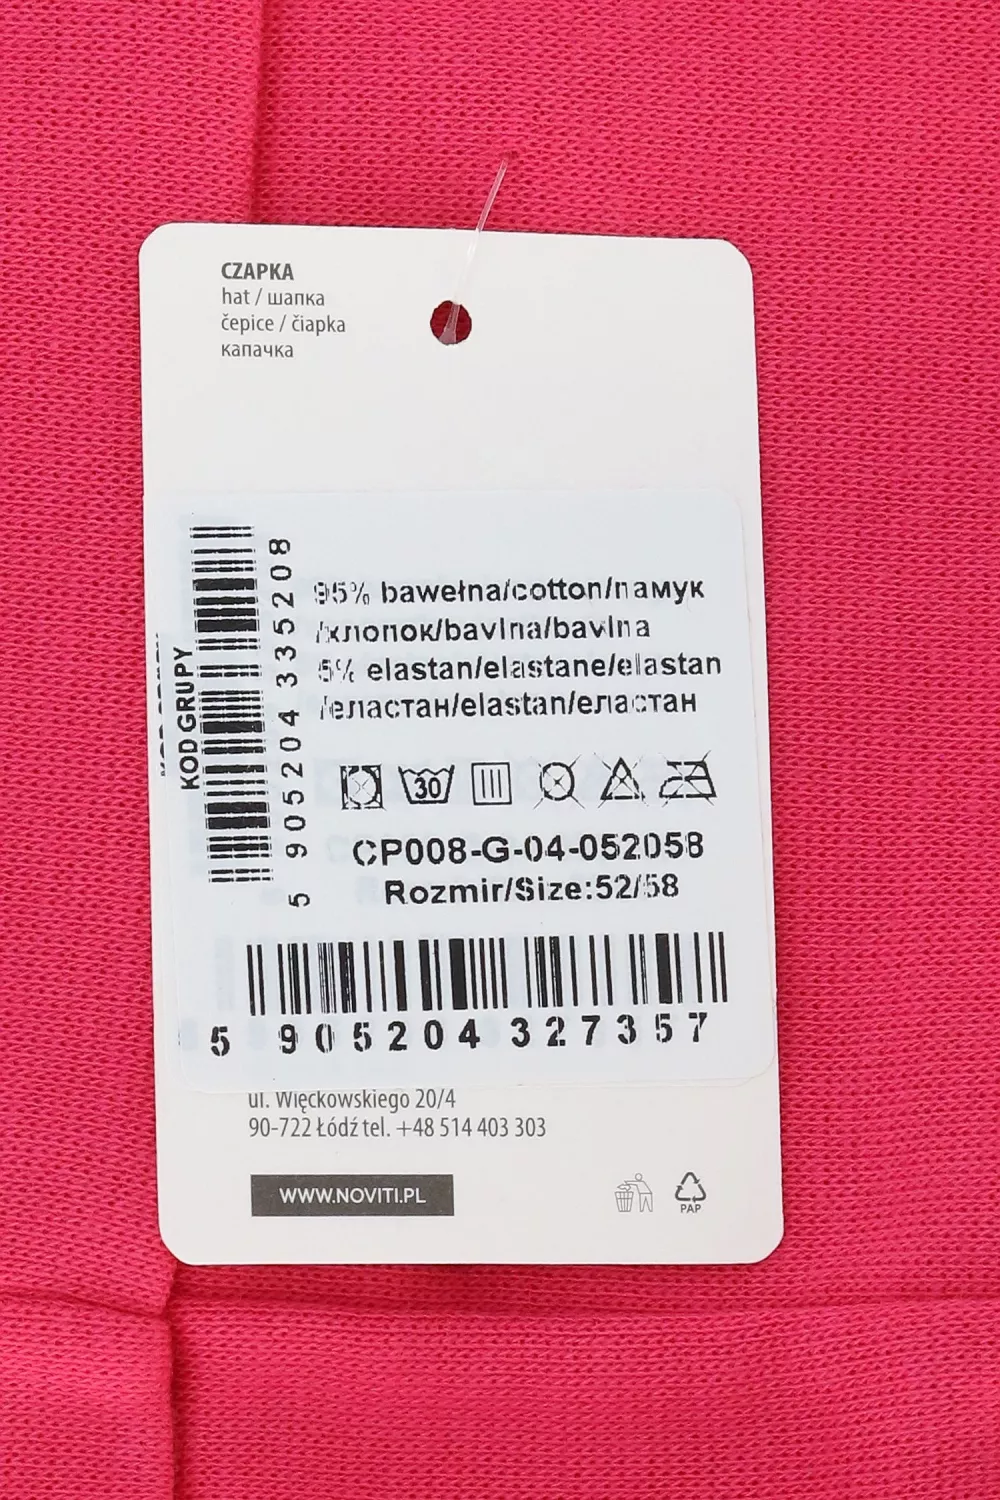 CZAPKA
hat / шапка
čepice / čiapka
капачка
KOD GRUPY
5 905204 335208
95% bawełna/cotton/памук
/хлопок/bavlna/bavlna
5% elastan/elastane/elastan
/еластан/elastan/еластан
30
CP008-G-04-052058
Rozmir/Size:52/58
5 905204 327357
ul. Więckowskiego 20/4
90-722 Łódź tel. +48 514 403 303
WWW.NOVITI.PL
PAP